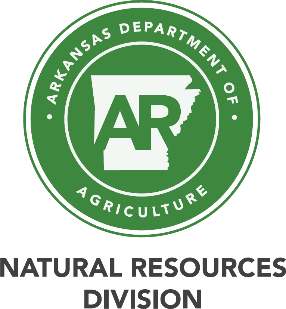 ARKANSAS DEPARTMENT OF
AR
AGRICULTURE
NATURAL RESOURCES
DIVISION